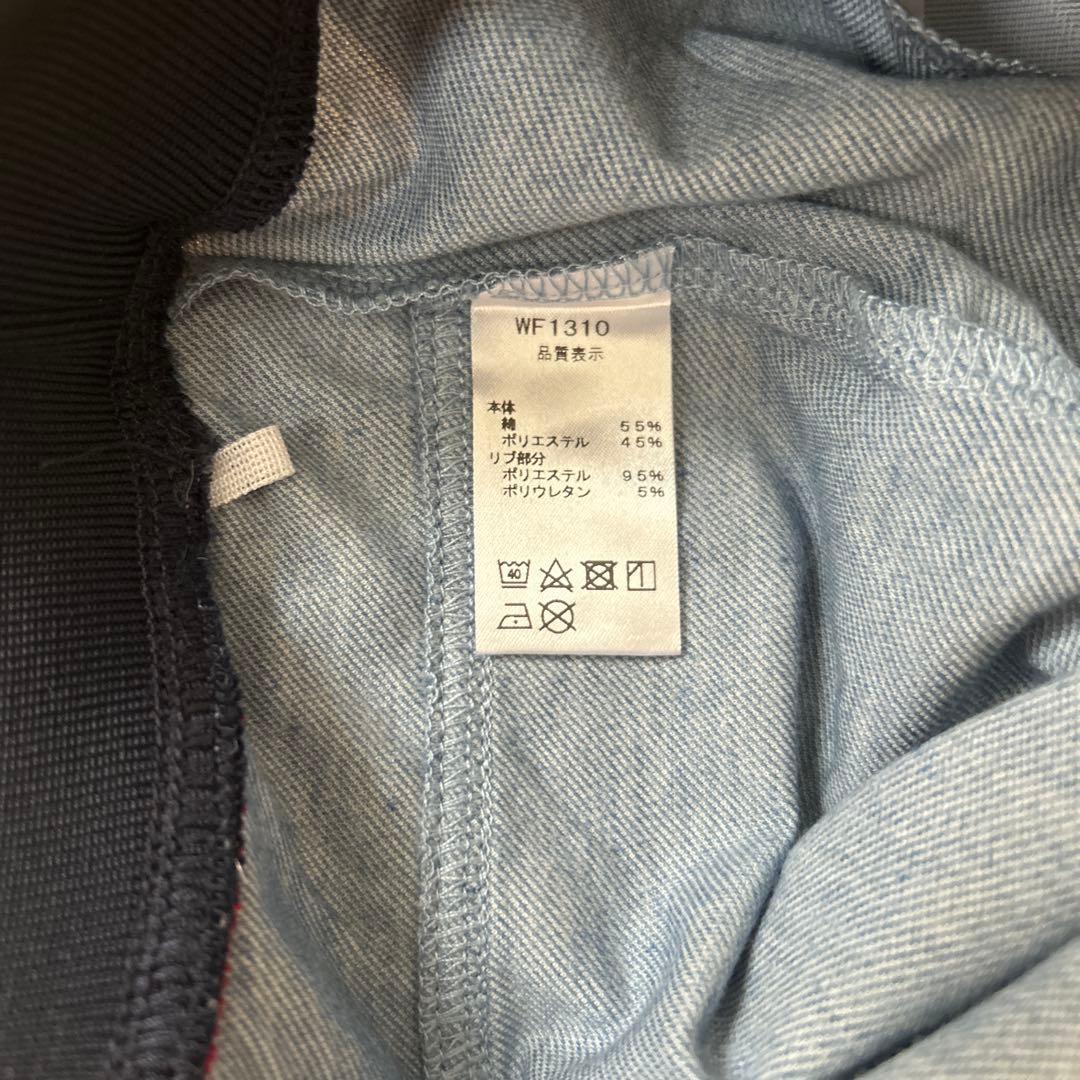 WF1310
品質表示
本体
綿 55%
ポリエステル 45%
リブ部分
ポリエステル 95%
ポリウレタン 5%
40